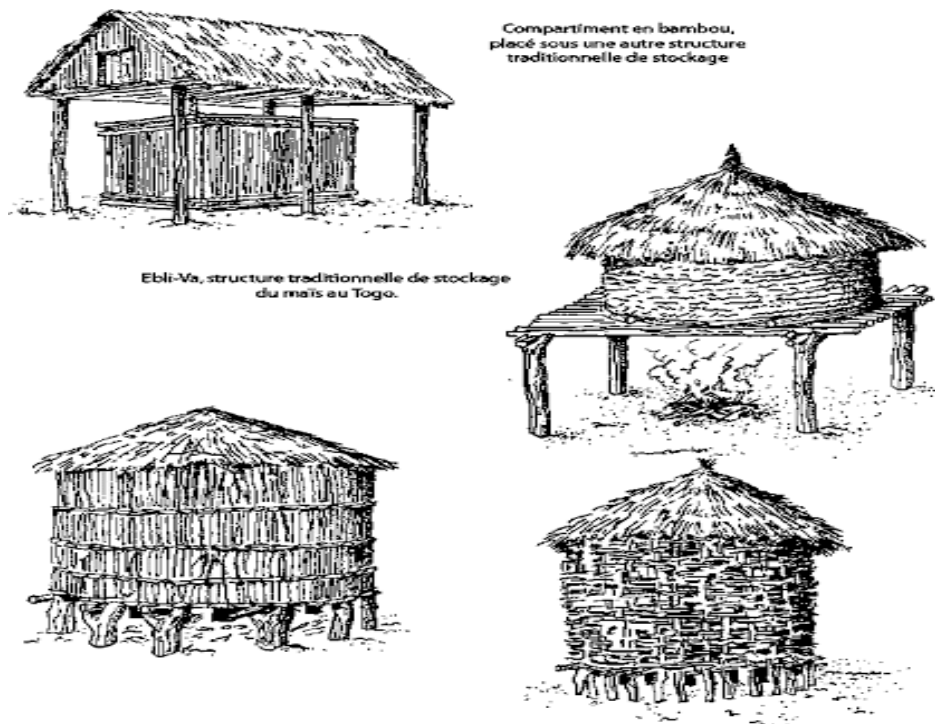 Compartiment en bambou,
placé sous une autre structure
traditionnelle de stockage
Ebli-Va, structure traditionnelle de stockage
du maïs au Togo.